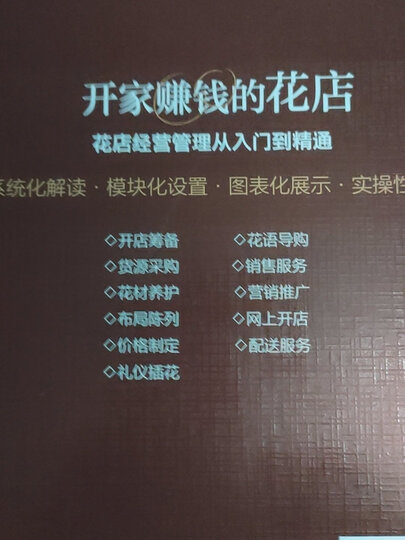 开家赚钱的花店
花店经营管理从入门到精通
系统化解读·模块化设置·图表化展示·实操性
◇开店筹备
◇货源采购
◇花材养护
◇布局陈列
◇价格制定
◇礼仪插花
◇花语导购
◇销售服务
◇营销推广
◇网上开店
◇配送服务